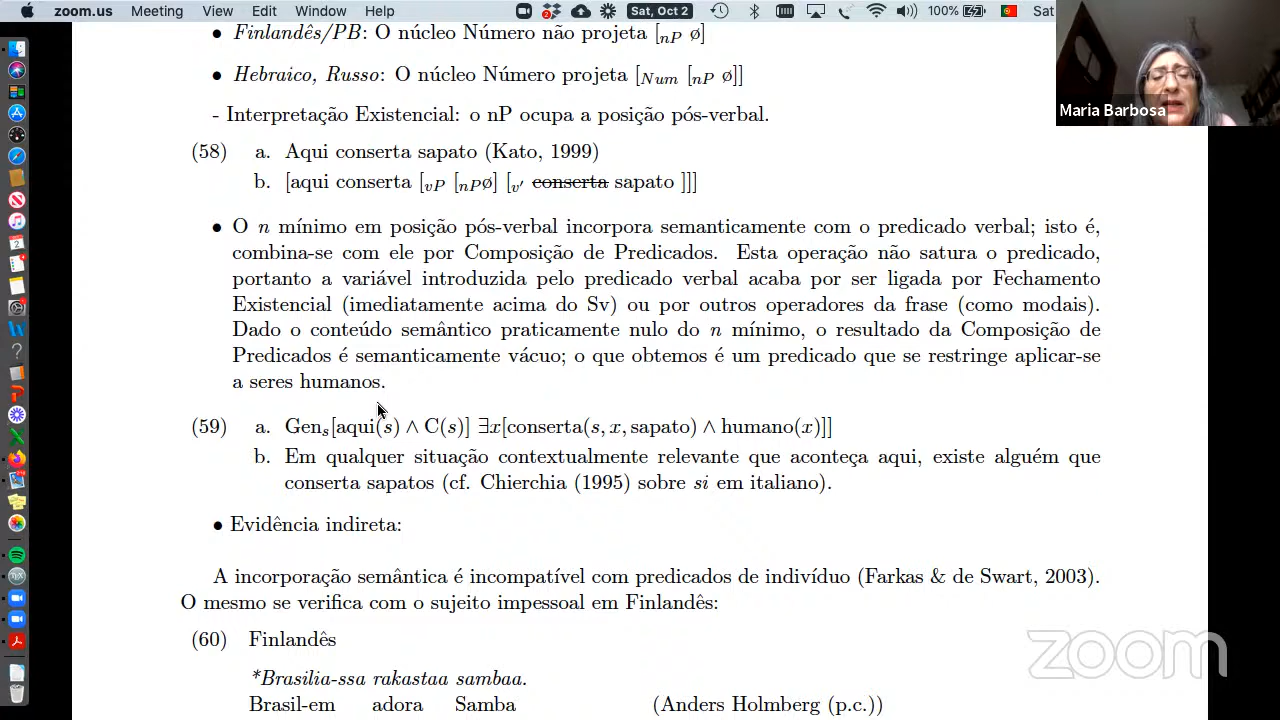 zoom.us Meeting View Edit Window Help Sat, Oct 2 100% Sat
• Finlandês/PB: O núcleo Número não projeta [nP ø]
• Hebraico, Russo: O núcleo Número projeta [Num [nP ø]]
- Interpretação Existencial: o nP ocupa a posição pós-verbal.
(58) a. Aqui conserta sapato (Kato, 1999)
b. [aqui conserta [vP [nPø] [v′ conserta sapato ]]]
• O n mínimo em posição pós-verbal incorpora semanticamente com o predicado verbal; isto é,
combina-se com ele por Composição de Predicados. Esta operação não satura o predicado,
portanto a variável introduzida pelo predicado verbal acaba por ser ligada por Fechamento
Existencial (imediatamente acima do Sv) ou por outros operadores da frase (como modais).
Dado o conteúdo semântico praticamente nulo do n mínimo, o resultado da Composição de
Predicados é semanticamente vácuo; o que obtemos é um predicado que se restringe aplicar-se
a seres humanos.
(59) a. Gens[aqui(s) ∧ C(s)] ∃x[conserta(s, x, sapato) ∧ humano(x)]]
b. Em qualquer situação contextualmente relevante que aconteça aqui, existe alguém que
conserta sapatos (cf. Chierchia (1995) sobre si em italiano).
• Evidência indireta:
A incorporação semântica é incompatível com predicados de indivíduo (Farkas & de Swart, 2003).
O mesmo se verifica com o sujeito impessoal em Finlandês:
(60) Finlandês
*Brasilia-ssa rakastaa sambaa.
Brasil-em adora Samba (Anders Holmberg (p.c.))
Maria Barbosa
zoom